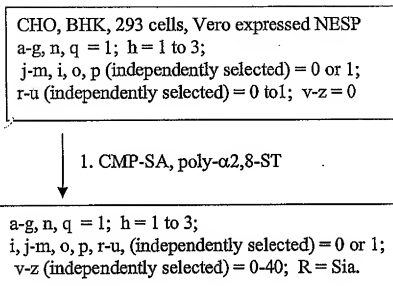 CHO, BHK, 293 cells, Vero expressed NESP
a-g, n, q = 1; h = 1 to 3;
j-m, i, o, p (independently selected) = 0 or 1;
r-u (independently selected) = 0 to1; v-z = 0
1. CMP-SA, poly-α2,8-ST
a-g, n, q = 1; h = 1 to 3;
i, j-m, o, p, r-u, (independently selected) = 0 or 1;
v-z (independently selected) = 0-40; R = Sia.